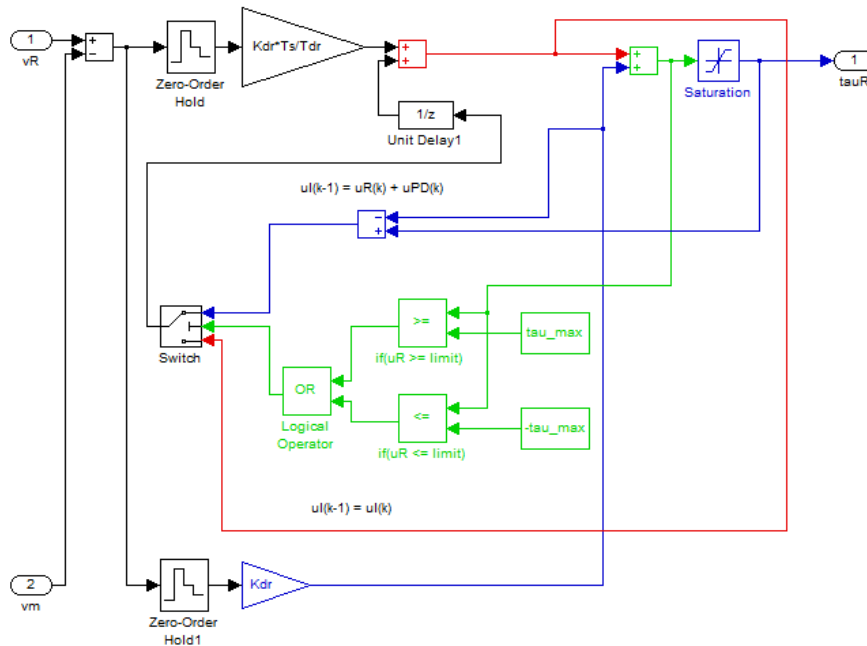 1
vR
+
−
Zero-Order
Hold
Kdr*Ts/Tdr
+
+
1/z
Unit Delay1
+
+
Saturation
1
tauR
uI(k-1) = uR(k) + uPD(k)
−
+
Switch
>=
if(uR >= limit)
tau_max
OR
Logical
Operator
<=
if(uR <= limit)
-tau_max
uI(k-1) = uI(k)
2
vm
Zero-Order
Hold1
Kdr